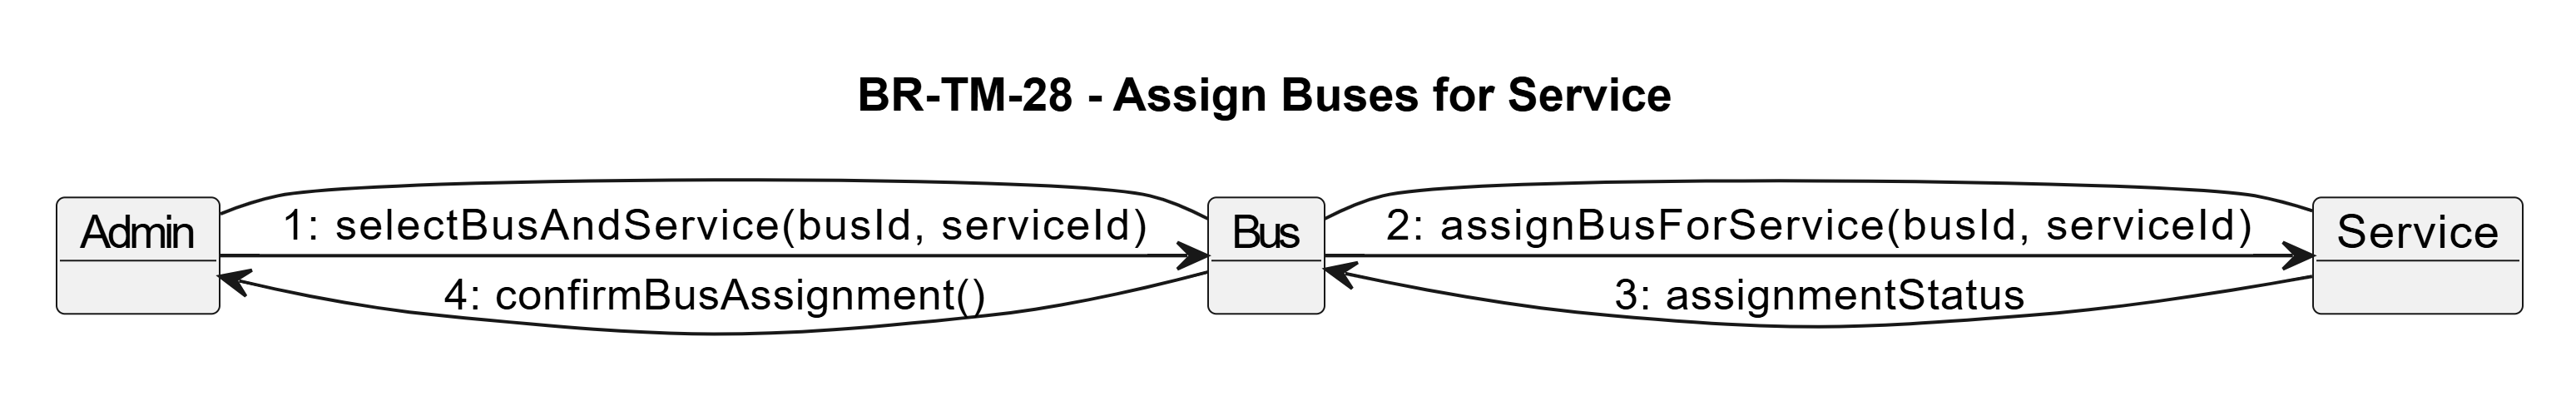 BR-TM-28 - Assign Buses for Service
Admin
1: selectBusAndService(busId, serviceId)
4: confirmBusAssignment()
Bus
2: assignBusForService(busId, serviceId)
3: assignmentStatus
Service